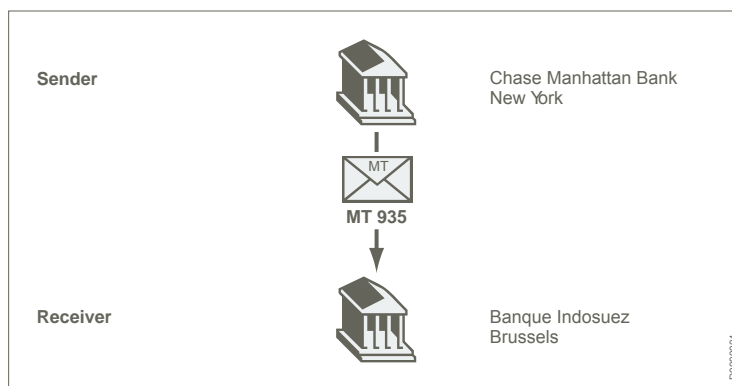 Sender
Chase Manhattan Bank
New York
MT
MT 935
Receiver
Banque Indosuez
Brussels